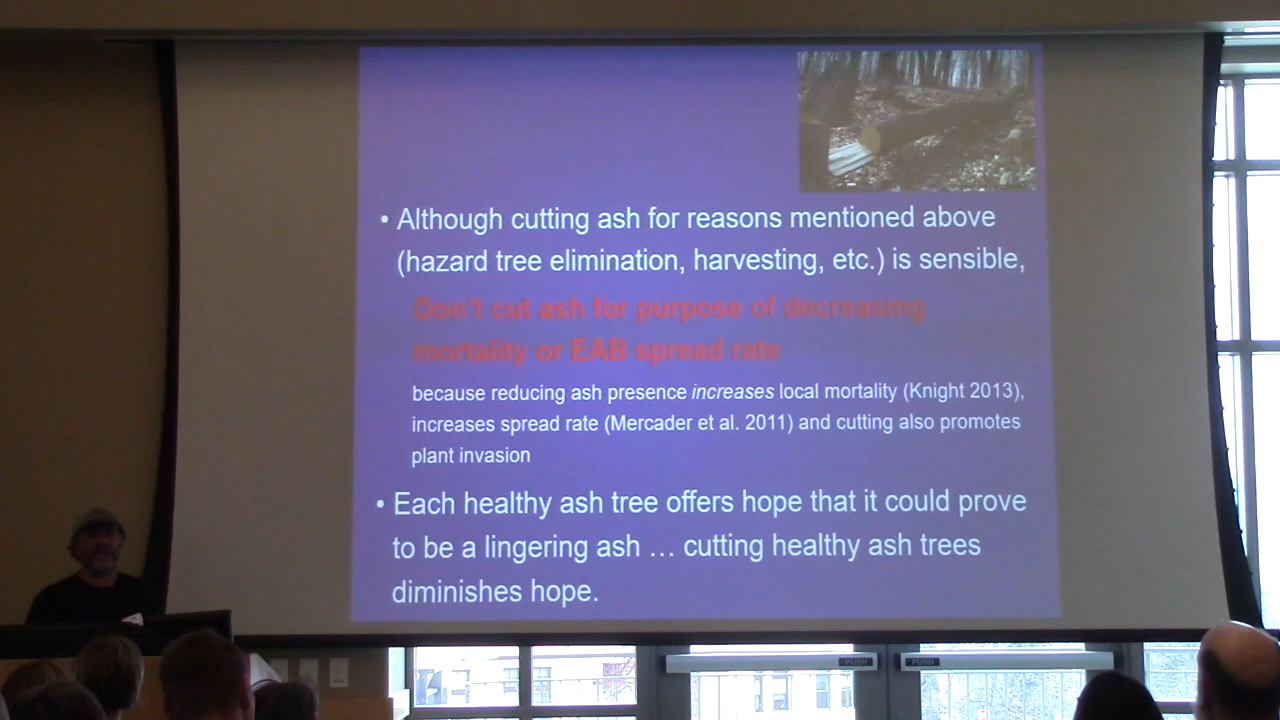 • Although cutting ash for reasons mentioned above
(hazard tree elimination, harvesting, etc.) is sensible,
Don't cut ash for purpose of decreasing
mortality or EAB spread rate
because reducing ash presence increases local mortality (Knight 2013),
increases spread rate (Mercader et al. 2011) and cutting also promotes
plant invasion
• Each healthy ash tree offers hope that it could prove
to be a lingering ash … cutting healthy ash trees
diminishes hope.
PUSH
PUSH